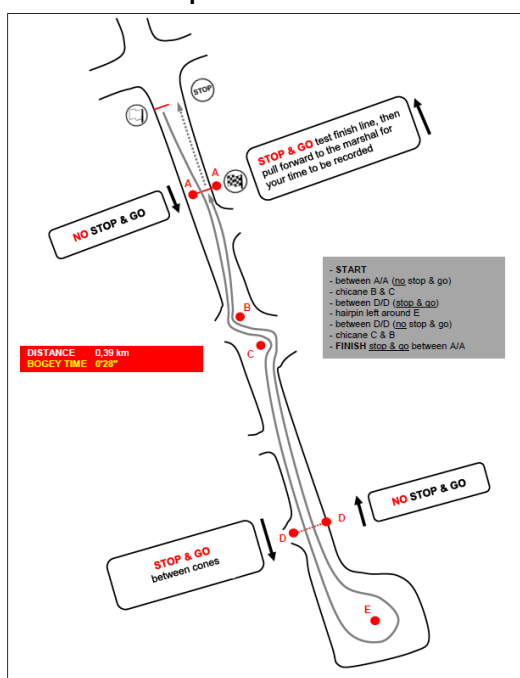 STOP
STOP & GO test finish line, then
pull forward to the marshal for
your time to be recorded
A
A
NO STOP & GO
- START
- between A/A (no stop & go)
- chicane B & C
- between D/D (stop & go)
- hairpin left around E
- between D/D (no stop & go)
- chicane C & B
- FINISH stop & go between A/A
B
C
DISTANCE 0,39 km
BOGEY TIME 0'28"
NO STOP & GO
D
D
STOP & GO
between cones
E